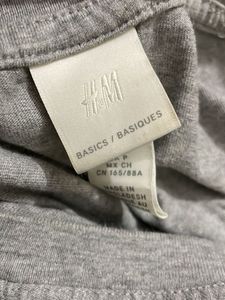 H&M
BASICS / BASIQUES
P
MX CH
CN 165/88A
MADE IN